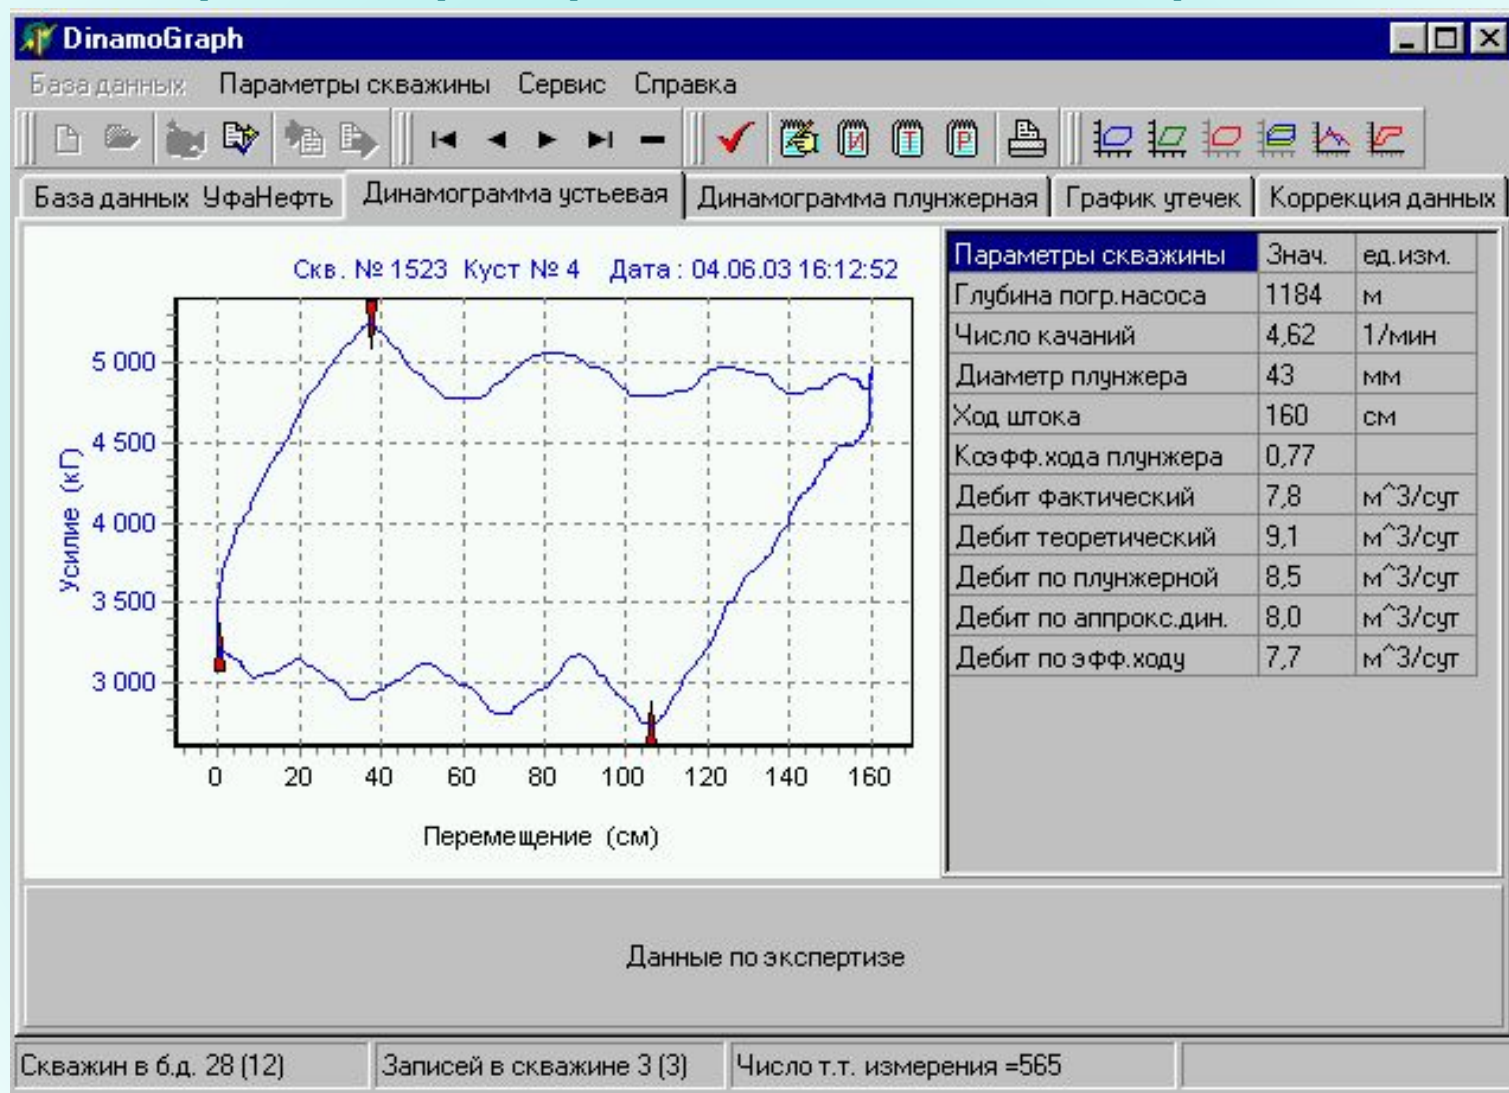 DinamoGraph
База данных Параметры скважины Сервис Справка
И Т Р
База данных УфаНефть Динамограмма устьевая Динамограмма плунжерная График утечек Коррекция данных
Скв. № 1523 Куст № 4 Дата: 04.06.03 16:12:52
5 000
4 500
4 000
3 500
3 000
Усилие (кГ)
0 20 40 60 80 100 120 140 160
Перемещение (см)
Параметры скважины Знач. ед.изм.
Глубина погр.насоса 1184 м
Число качаний 4,62 1/мин
Диаметр плунжера 43 мм
Ход штока 160 см
Коэфф.хода плунжера 0,77
Дебит фактический 7,8 м^3/сут
Дебит теоретический 9,1 м^3/сут
Дебит по плунжерной 8,5 м^3/сут
Дебит по аппрокс.дин. 8,0 м^3/сут
Дебит по эфф.ходу 7,7 м^3/сут
Данные по экспертизе
Скважин в б.д. 28 (12) Записей в скважине 3 (3) Число т.т. измерения =565